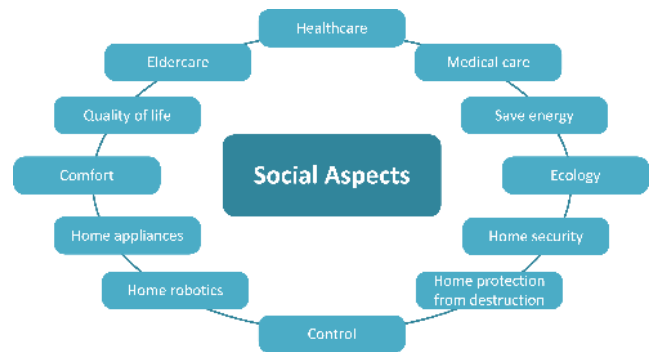 Healthcare
Eldercare
Medical care
Quality of life
Save energy
Social Aspects
Comfort
Ecology
Home appliances
Home security
Home robotics
Home protection
from destruction
Control